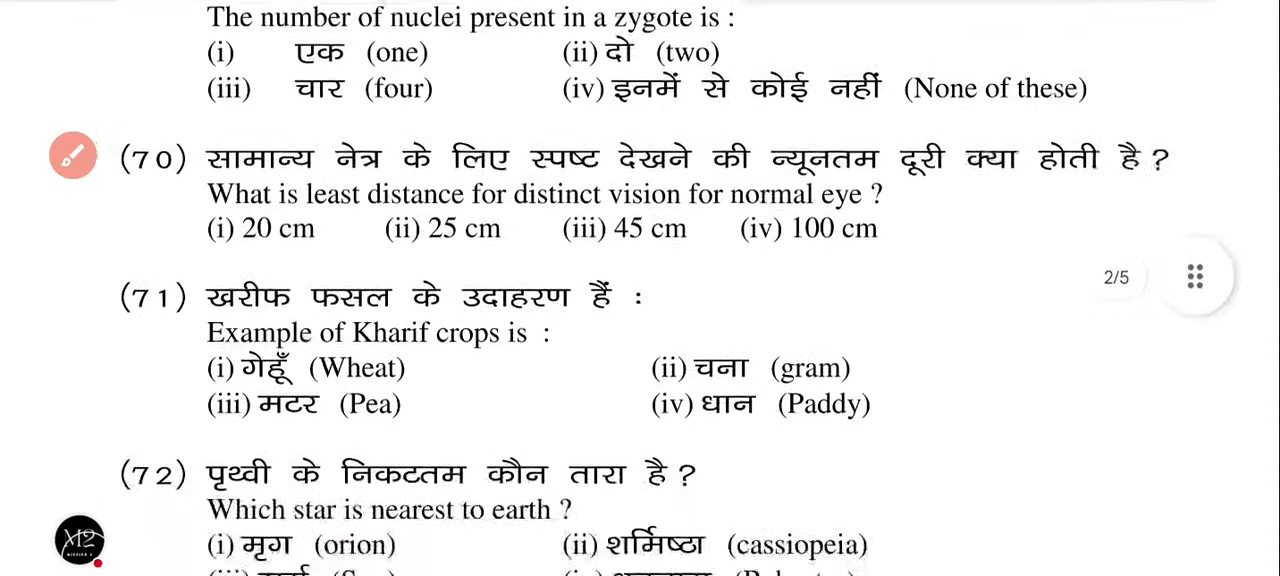 The number of nuclei present in a zygote is :
(i) एक (one) (ii) दो (two)
(iii) चार (four) (iv) इनमें से कोई नहीं (None of these)
(70) सामान्य नेत्र के लिए स्पष्ट देखने की न्यूनतम दूरी क्या होती है ?
What is least distance for distinct vision for normal eye ?
(i) 20 cm (ii) 25 cm (iii) 45 cm (iv) 100 cm
2/5
(71) खरीफ फसल के उदाहरण हैं :
Example of Kharif crops is :
(i) गेहूँ (Wheat) (ii) चना (gram)
(iii) मटर (Pea) (iv) धान (Paddy)
(72) पृथ्वी के निकटतम कौन तारा है ?
Which star is nearest to earth ?
(i) मृग (orion) (ii) शर्मिष्ठा (cassiopeia)